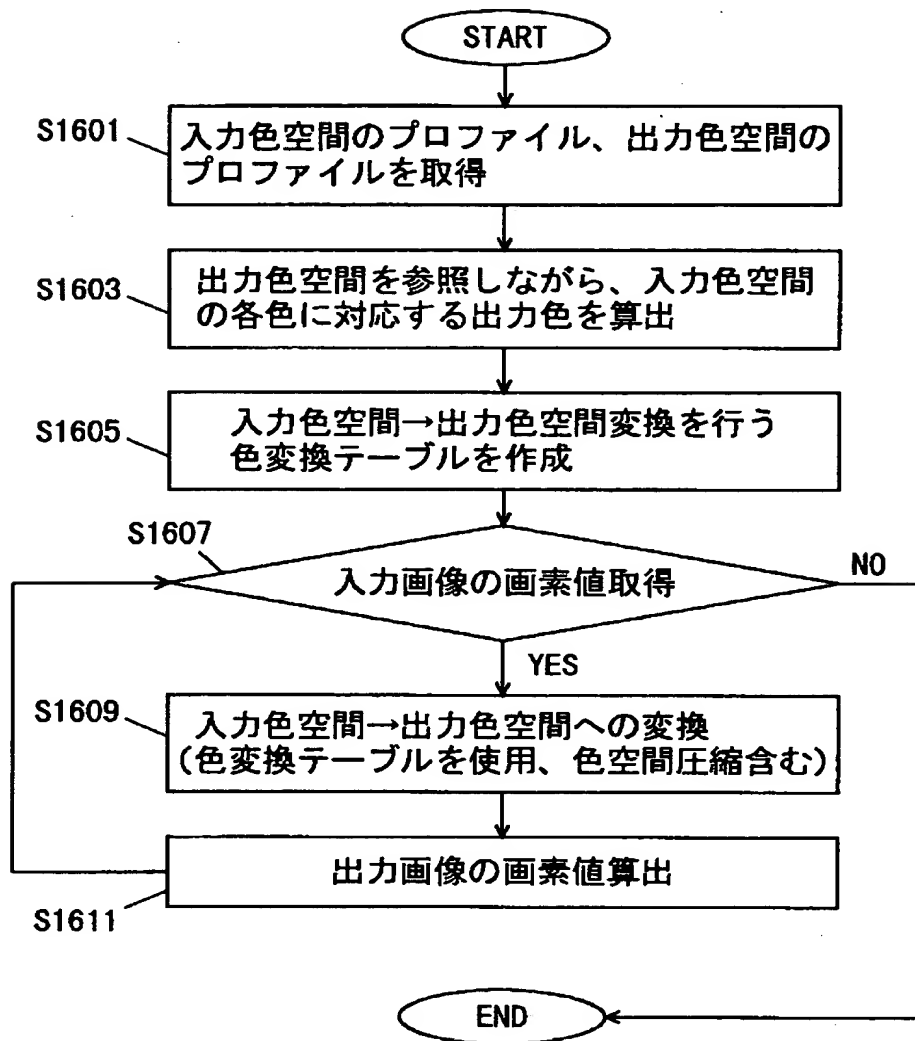 START
S1601
入力色空間のプロファイル、出力色空間の
プロファイルを取得
S1603
出力色空間を参照しながら、入力色空間
の各色に対応する出力色を算出
S1605
入力色空間→出力色空間変換を行う
色変換テーブルを作成
S1607
入力画像の画素値取得
NO
YES
S1609
入力色空間→出力色空間への変換
(色変換テーブルを使用、色空間圧縮含む)
出力画像の画素値算出
S1611
END